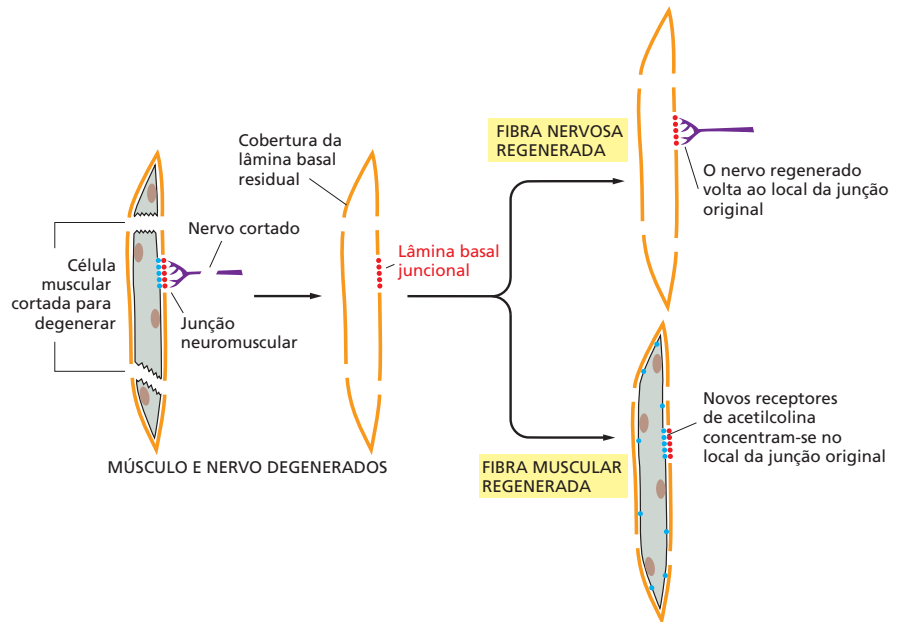 Cobertura da
lâmina basal
residual
Nervo cortado
Célula
muscular
cortada para
degenerar
Junção
neuromuscular
Lâmina basal
juncional
MÚSCULO E NERVO DEGENERADOS
FIBRA NERVOSA
REGENERADA
O nervo regenerado
volta ao local da junção
original
FIBRA MUSCULAR
REGENERADA
Novos receptores
de acetilcolina
concentram-se no
local da junção original